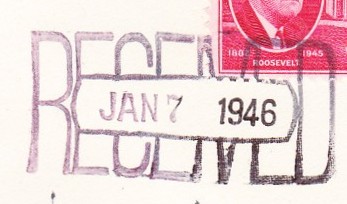 1882 1945
ROOSEVELT
RECEIVED
JAN 7 1946